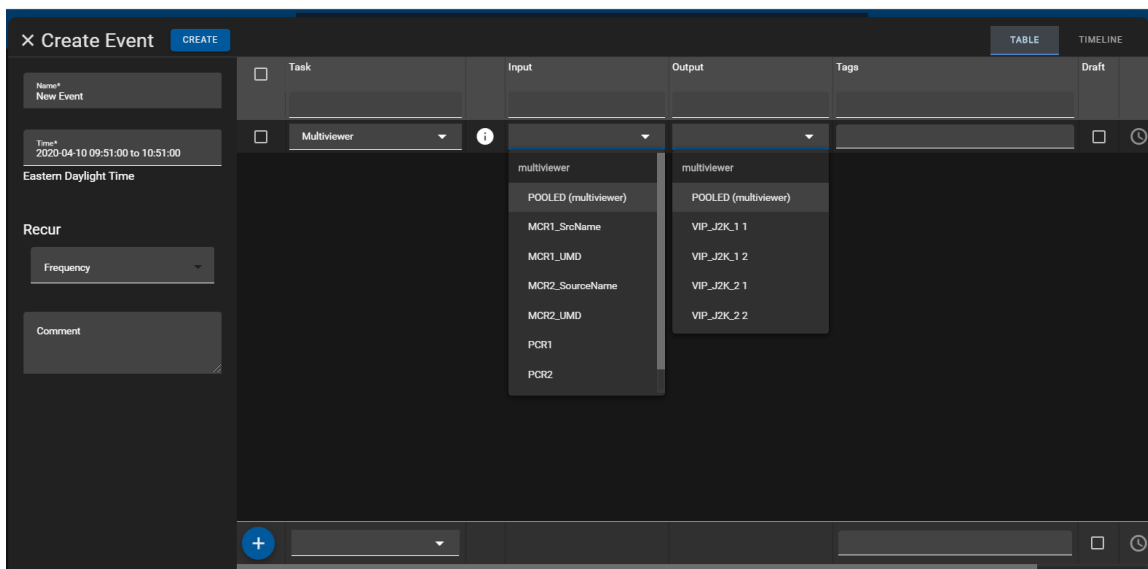 × Create Event CREATE TABLE TIMELINE
Name*
New Event
Time*
2020-04-10 09:51:00 to 10:51:00
Eastern Daylight Time
Recur
Frequency
Comment
Task Input Output Tags Draft
Multiviewer
multiviewer
POOLED (multiviewer)
MCR1_SrcName
MCR1_UMD
MCR2_SourceName
MCR2_UMD
PCR1
PCR2
multiviewer
POOLED (multiviewer)
VIP_J2K_1 1
VIP_J2K_1 2
VIP_J2K_2 1
VIP_J2K_2 2